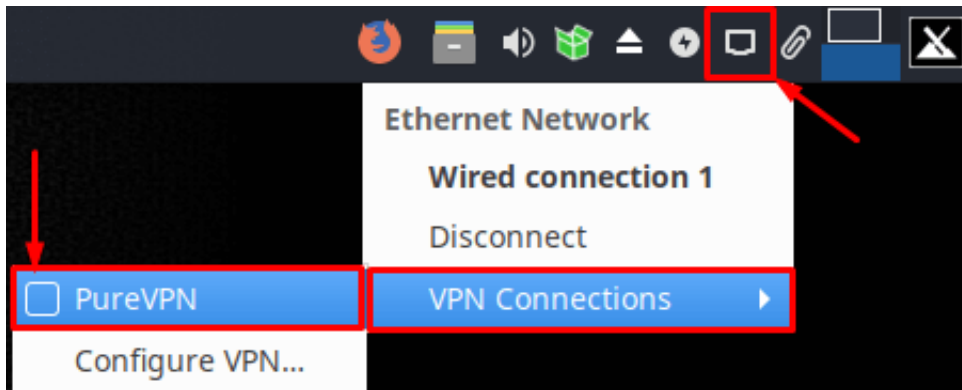 Ethernet Network
Wired connection 1
Disconnect
VPN Connections
PureVPN
Configure VPN...